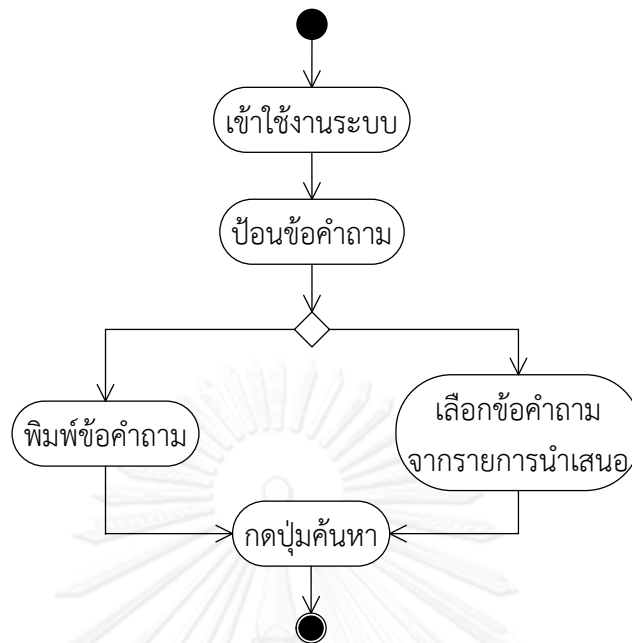 เข้าใช้งานระบบ
ป้อนข้อคำถาม
พิมพ์ข้อคำถาม
เลือกข้อคำถาม
จากรายการนำเสนอ
กดปุ่มค้นหา